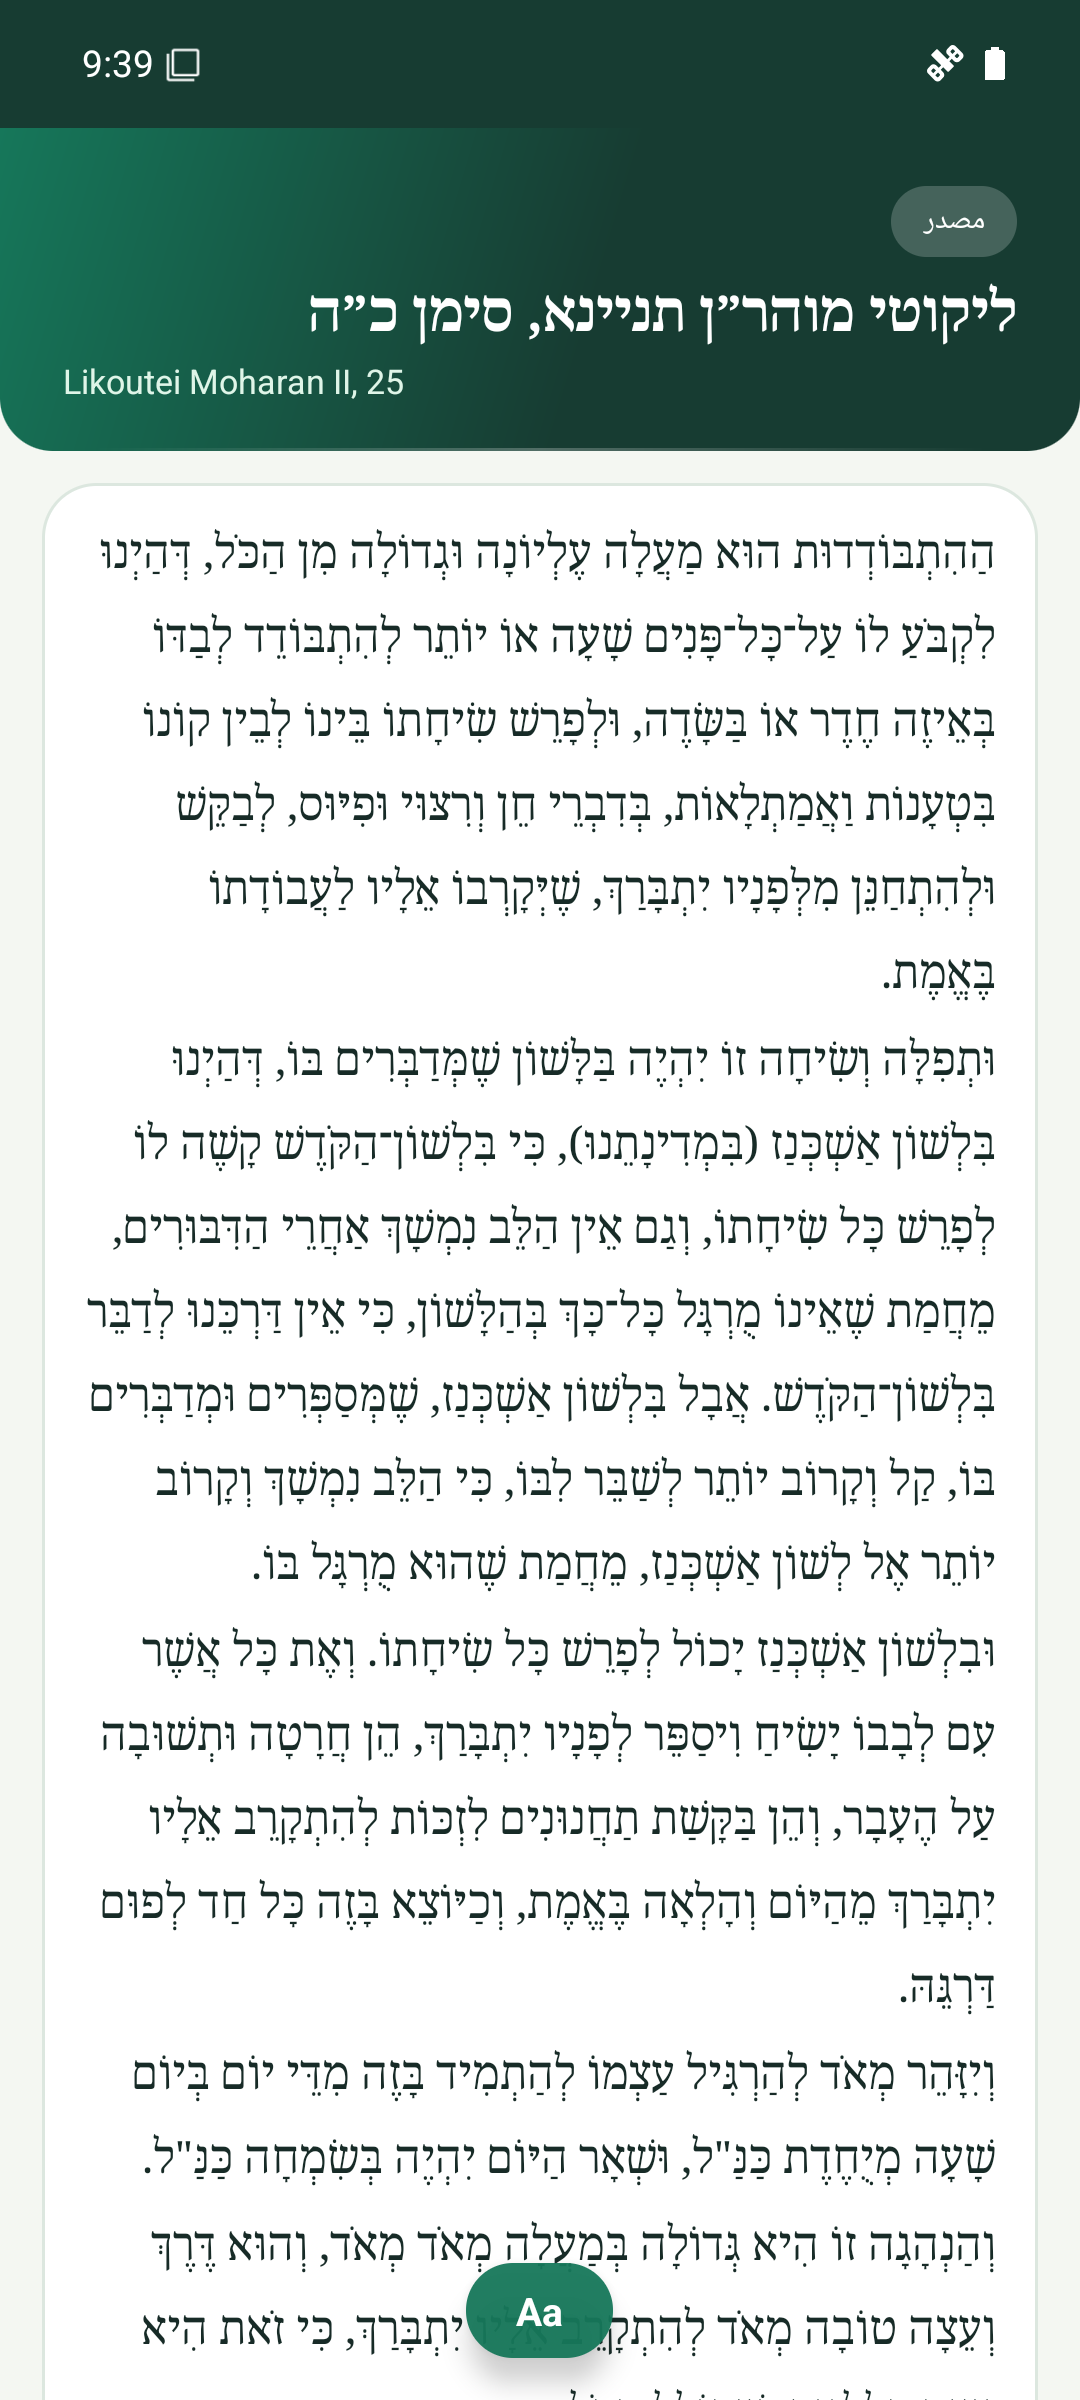 9:39
مصدر
ליקוטי מוהר״ן תניינא, סימן כ״ה
Likoutei Moharan II, 25
הַהִתְבּוֹדְדוּת הוּא מַעֲלָה עֶלְיוֹנָה וּגְדוֹלָה מִן הַכֹּל, דְּהַיְנוּ
לִקְבֹּעַ לוֹ עַל־כָּל־פָּנִים שָׁעָה אוֹ יוֹתֵר לְהִתְבּוֹדֵד לְבַדּוֹ
בְּאֵיזֶה חֶדֶר אוֹ בַּשָּׂדֶה, וּלְפָרֵשׁ שִׂיחָתוֹ בֵּינוֹ לְבֵין קוֹנוֹ
בִּטְעָנוֹת וַאֲמַתְלָאוֹת, בְּדִבְרֵי חֵן וְרִצּוּי וּפִיּוּס, לְבַקֵּשׁ
וּלְהִתְחַנֵּן מִלְּפָנָיו יִתְבָּרַךְ, שֶׁיְּקָרְבוֹ אֵלָיו לַעֲבוֹדָתוֹ
בֶּאֱמֶת.
וּתְפִלָּה וְשִׂיחָה זוֹ יִהְיֶה בַּלָּשׁוֹן שֶׁמְּדַבְּרִים בּוֹ, דְּהַיְנוּ
בִּלְשׁוֹן אַשְׁכְּנַז (בִּמְדִינָתֵנוּ), כִּי בִּלְשׁוֹן־הַקֹּדֶשׁ קָשֶׁה לוֹ
לְפָרֵשׁ כָּל שִׂיחָתוֹ, וְגַם אֵין הַלֵּב נִמְשָׁךְ אַחֲרֵי הַדִּבּוּרִים,
מֵחֲמַת שֶׁאֵינוֹ מֻרְגָּל כָּל־כָּךְ בְּהַלָּשׁוֹן, כִּי אֵין דַּרְכֵּנוּ לְדַבֵּר
בִּלְשׁוֹן־הַקֹּדֶשׁ. אֲבָל בִּלְשׁוֹן אַשְׁכְּנַז, שֶׁמְּסַפְּרִים וּמְדַבְּרִים
בּוֹ, קַל וְקָרוֹב יוֹתֵר לְשַׁבֵּר לִבּוֹ, כִּי הַלֵּב נִמְשָׁךְ וְקָרוֹב
יוֹתֵר אֶל לְשׁוֹן אַשְׁכְּנַז, מֵחֲמַת שֶׁהוּא מֻרְגָּל בּוֹ.
וּבִלְשׁוֹן אַשְׁכְּנַז יָכוֹל לְפָרֵשׁ כָּל שִׂיחָתוֹ. וְאֶת כָּל אֲשֶׁר
עִם לְבָבוֹ יָשִׂיחַ וִיסַפֵּר לְפָנָיו יִתְבָּרַךְ, הֵן חֲרָטָה וּתְשׁוּבָה
עַל הֶעָבָר, וְהֵן בַּקָּשַׁת תַּחֲנוּנִים לִזְכּוֹת לְהִתְקָרֵב אֵלָיו
יִתְבָּרַךְ מֵהַיּוֹם וְהָלְאָה בֶּאֱמֶת, וְכַיּוֹצֵא בָּזֶה כָּל חַד לְפוּם
דַּרְגֵּהּ.
וְיִזָּהֵר מְאֹד לְהַרְגִּיל עַצְמוֹ לְהַתְמִיד בָּזֶה מִדֵּי יוֹם בְּיוֹם
שָׁעָה מְיֻחֶדֶת כַּנַּ"ל, וּשְׁאָר הַיּוֹם יִהְיֶה בְּשִׂמְחָה כַּנַּ"ל.
וְהַנְהָגָה זוֹ הִיא גְּדוֹלָה בְּמַעֲלָה מְאֹד מְאֹד, וְהוּא דֶּרֶךְ
וְעֵצָה טוֹבָה מְאֹד לְהִתְקָרֵב אֵלָיו יִתְבָּרַךְ, כִּי זֹאת הִיא
Aa